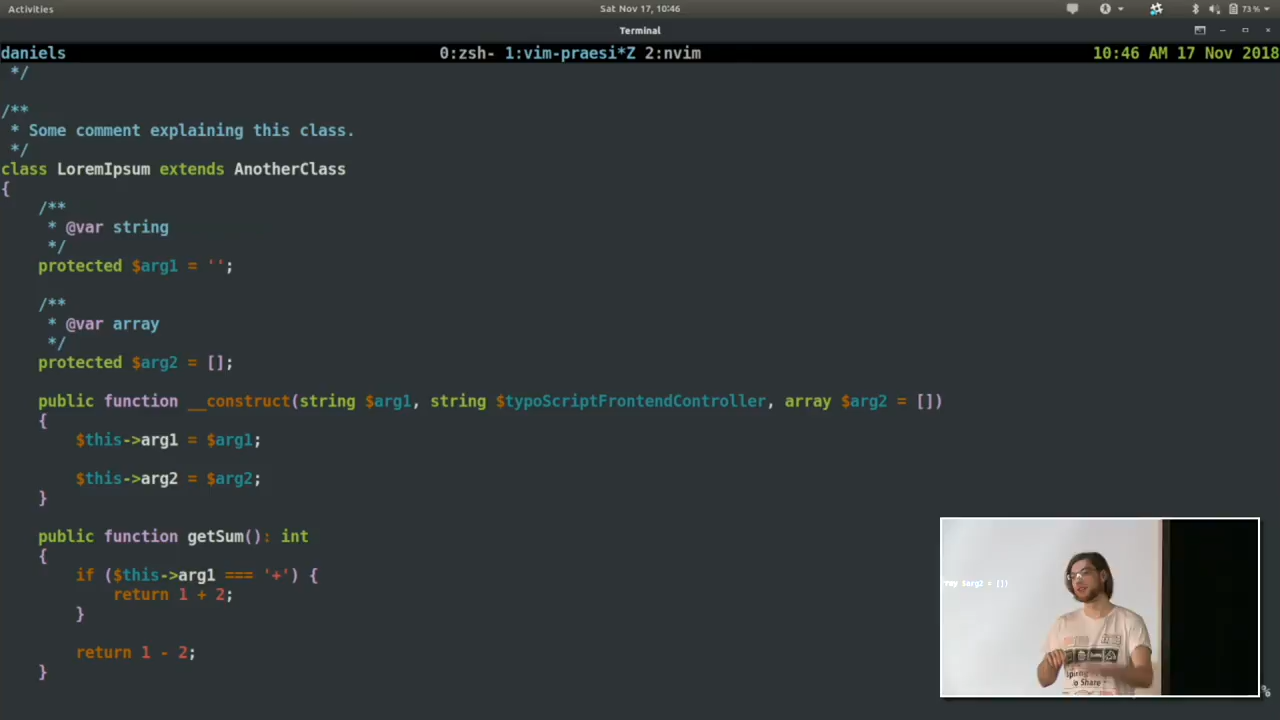 Activities
Sat Nov 17, 10:46
73 %
Terminal
daniels 0:zsh- 1:vim-praesi*Z 2:nvim 10:46 AM 17 Nov 2018
 */

/**
 * Some comment explaining this class.
 */
class LoremIpsum extends AnotherClass
{
    /**
     * @var string
     */
    protected $arg1 = '';

    /**
     * @var array
     */
    protected $arg2 = [];

    public function __construct(string $arg1, string $typoScriptFrontendController, array $arg2 = [])
    {
        $this->arg1 = $arg1;

        $this->arg2 = $arg2;
    }

    public function getSum(): int
    {
        if ($this->arg1 === '+') {
            return 1 + 2;
        }

        return 1 - 2;
    }
$arg2 = [])
to Share
%